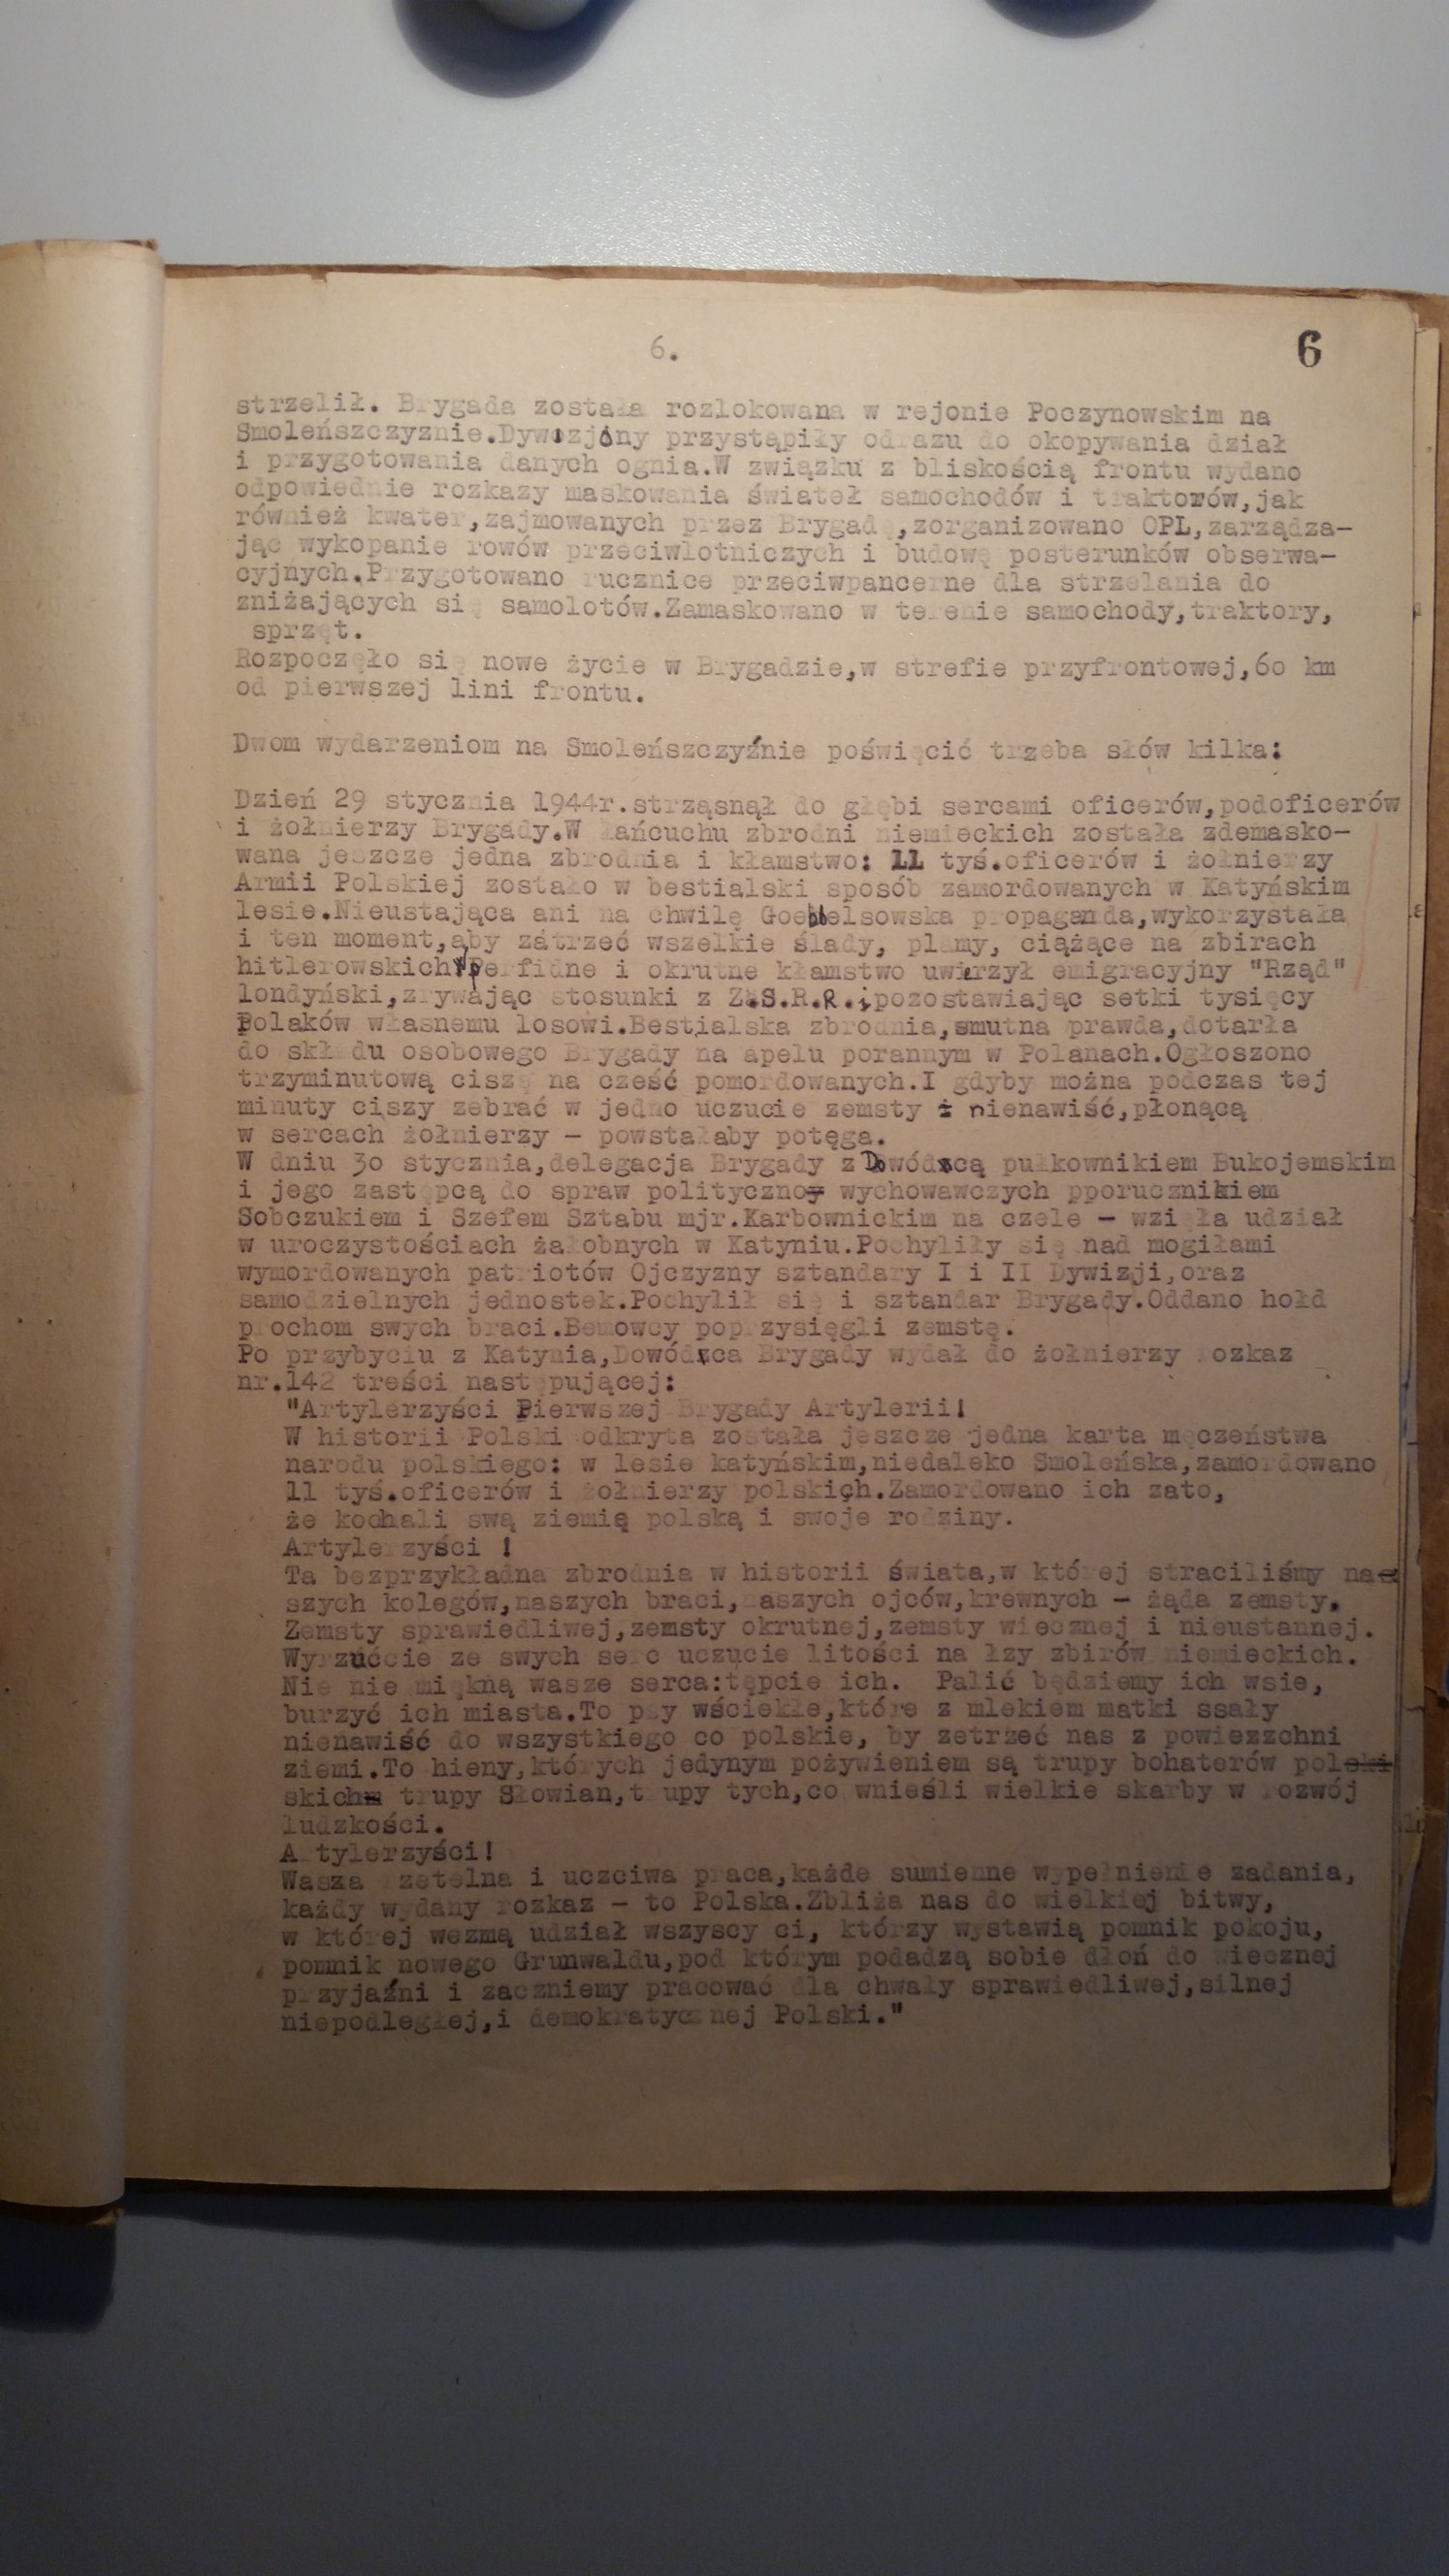 6.
6
strzelił. Brygada została rozlokowana w rejonie Poczynowskim na
Smoleńszczyznie.Dywizjony przystąpiły odrazu do okopywania dział
i przygotowania danych ognia.W związku z bliskością frontu wydano
odpowiednie rozkazy maskowania świateł samochodów i traktorów,jak
również kwater,zajmowanych przez Brygadę,zorganizowano OPL,zarządza-
jąc wykopanie rowów przeciwlotniczych i budowę posterunków obserwa-
cyjnych.Przygotowano rucznice przeciwpancerne dla strzelania do
zniżających się samolotów.Zamaskowano w terenie samochody,traktory,
sprzęt.
Rozpoczęło się nowe życie w Brygadzie,w strefie przyfrontowej,60 km
od pierwszej lini frontu.
Dwom wydarzeniom na Smoleńszczyźnie poświęcić trzeba słów kilka:
Dzień 29 stycznia 1944r.strząsnął do głębi sercami oficerów,podoficerów
i żołnierzy Brygady.W łańcuchu zbrodni niemieckich została zdemasko-
wana jeszcze jedna zbrodnia i kłamstwo: 11 tyś.oficerów i żołnierzy
Armii Polskiej zostało w bestialski sposób zamordowanych w Katyńskim
lesie.Nieustająca ani na chwilę Goebbelsowska propaganda,wykorzystała
i ten moment,aby zatrzeć wszelkie ślady, plamy, ciążące na zbirach
hitlerowskich.Perfidne i okrutne kłamstwo uwierzył emigracyjny "Rząd"
londyński,zrywając stosunki z Z.S.R.R.i pozostawiając setki tysięcy
Polaków własnemu losowi.Bestialska zbrodnia,smutna prawda,dotarła
do składu osobowego Brygady na apelu porannym w Polanach.Ogłoszono
trzyminutową ciszę na cześć pomordowanych.I gdyby można podczas tej
minuty ciszy zebrać w jedno uczucie zemsty i nienawiść,płonącą
w sercach żołnierzy - powstałaby potęga.
W dniu 30 stycznia,delegacja Brygady z Dowódcą pułkownikiem Bukojemskim
i jego zastępcą do spraw polityczno wychowawczych pporucznikiem
Sobczukiem i Szefem Sztabu mjr.Karbownickim na czele - wzięła udział
w uroczystościach żałobnych w Katyniu.Pochyliły się nad mogiłami
wymordowanych patriotów Ojczyzny sztandary I i II Dywizji,oraz
samodzielnych jednostek.Pochylił się i sztandar Brygady.Oddano hołd
prochom swych braci.Bemowcy poprzysięgli zemstę.
Po przybyciu z Katynia,Dowódca Brygady wydał do żołnierzy rozkaz
nr.142 treści następującej:
"Artylerzyści Pierwszej Brygady Artylerii!
W historii Polski odkryta została jeszcze jedna karta męczeństwa
narodu polskiego: w lesie katyńskim,niedaleko Smoleńska,zamordowano
11 tyś.oficerów i żołnierzy polskich.Zamordowano ich zato,
że kochali swą ziemię polską i swoje rodziny.
Artylerzyści !
Ta bezprzykładna zbrodnia w historii świata,w której straciliśmy na-
szych kolegów,naszych braci,naszych ojców,krewnych - żąda zemsty.
Zemsty sprawiedliwej,zemsty okrutnej,zemsty wiecznej i nieustannej.
Wyrzućcie ze swych serc uczucie litości na łzy zbirów niemieckich.
Nie nie miękną wasze serca:tępcie ich. Palić będziemy ich wsie,
burzyć ich miasta.To psy wściekłe,które z mlekiem matki ssały
nienawiść do wszystkiego co polskie, by zetrzeć nas z powiezzchni
ziemi.To hieny,których jedynym pożywieniem są trupy bohaterów pol
skich trupy Słowian,trupy tych,co wnieśli wielkie skarby w rozwój
ludzkości.
Artylerzyści!
Wasza rzetelna i uczciwa praca,każde sumienne wypełnienie zadania,
każdy wydany rozkaz - to Polska.Zbliża nas do wielkiej bitwy,
w której wezmą udział wszyscy ci, którzy wystawią pomnik pokoju,
pomnik nowego Grunwaldu,pod którym podadzą sobie dłoń do wiecznej
przyjaźni i zaczniemy pracować dla chwały sprawiedliwej,silnej
niepodległej,i demokratycznej Polski."